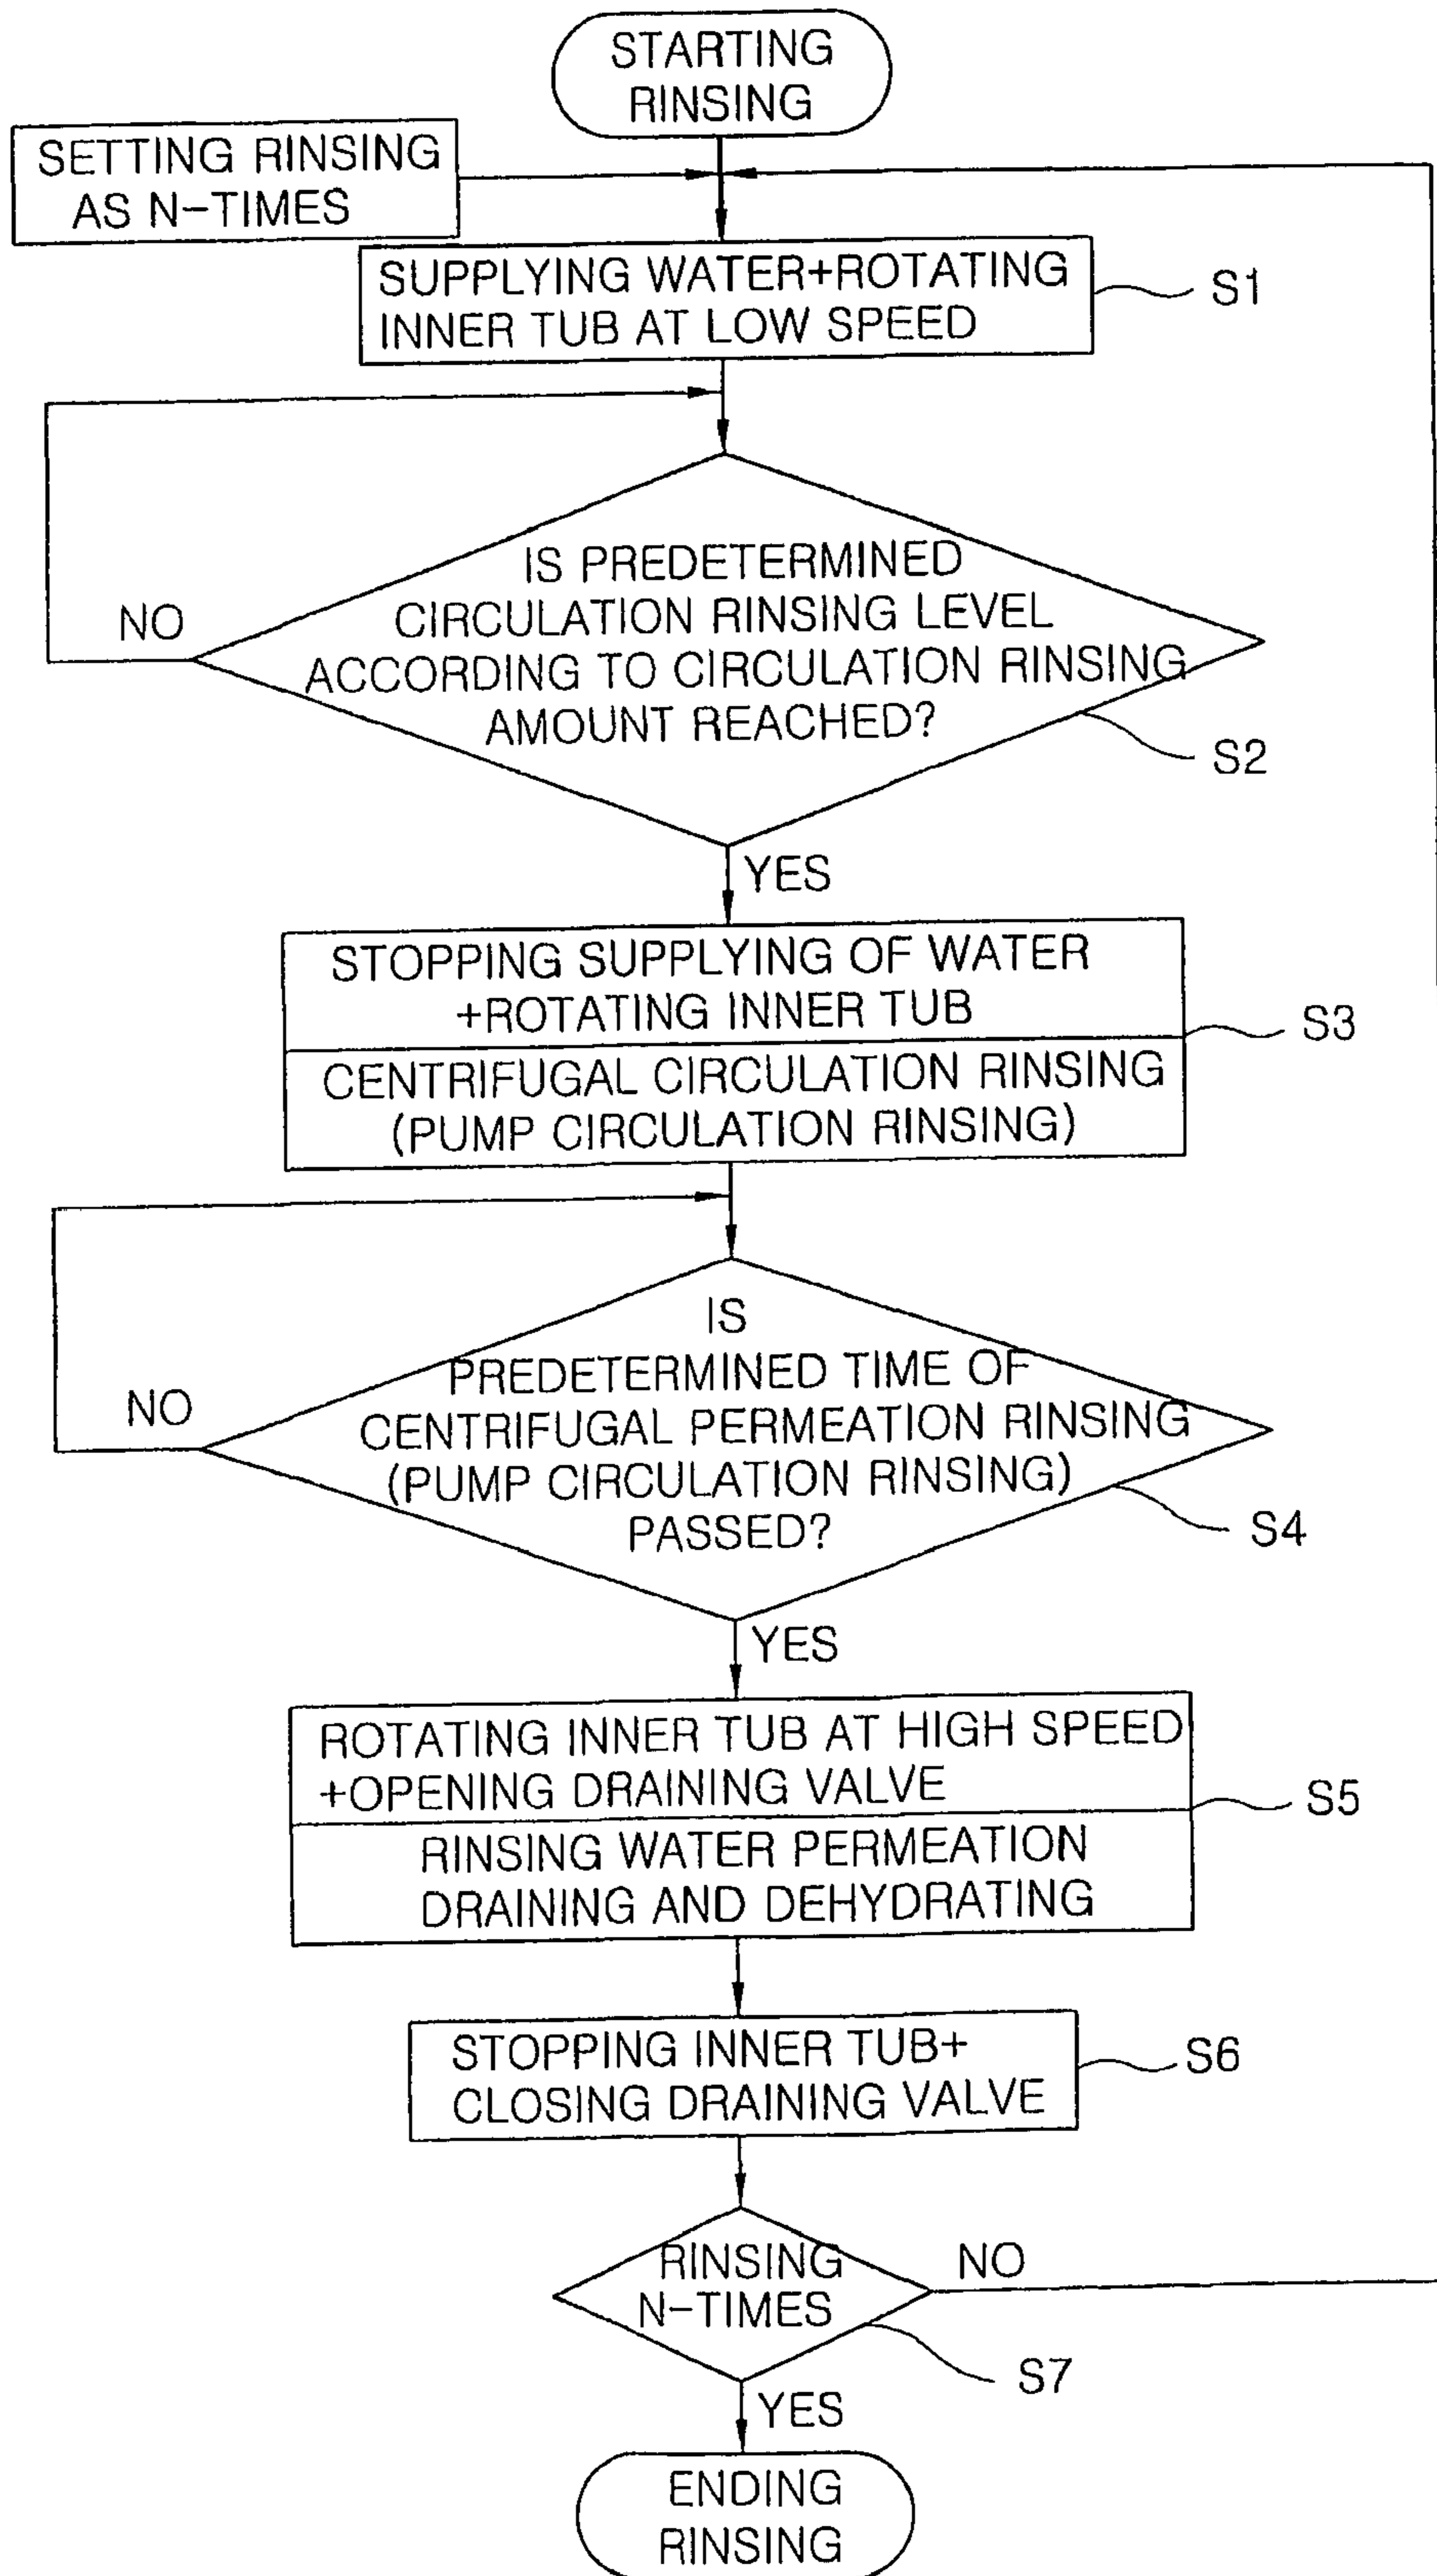 STARTING
RINSING
SETTING RINSING
AS N-TIMES
SUPPLYING WATER+ROTATING
INNER TUB AT LOW SPEED
S1
IS PREDETERMINED
CIRCULATION RINSING LEVEL
ACCORDING TO CIRCULATION RINSING
AMOUNT REACHED?
NO
S2
YES
STOPPING SUPPLYING OF WATER
+ROTATING INNER TUB
S3
CENTRIFUGAL CIRCULATION RINSING
(PUMP CIRCULATION RINSING)
IS
PREDETERMINED TIME OF
CENTRIFUGAL PERMEATION RINSING
(PUMP CIRCULATION RINSING)
PASSED?
NO
S4
YES
ROTATING INNER TUB AT HIGH SPEED
+OPENING DRAINING VALVE
S5
RINSING WATER PERMEATION
DRAINING AND DEHYDRATING
STOPPING INNER TUB+
CLOSING DRAINING VALVE
S6
RINSING
N-TIMES
NO
S7
YES
ENDING
RINSING